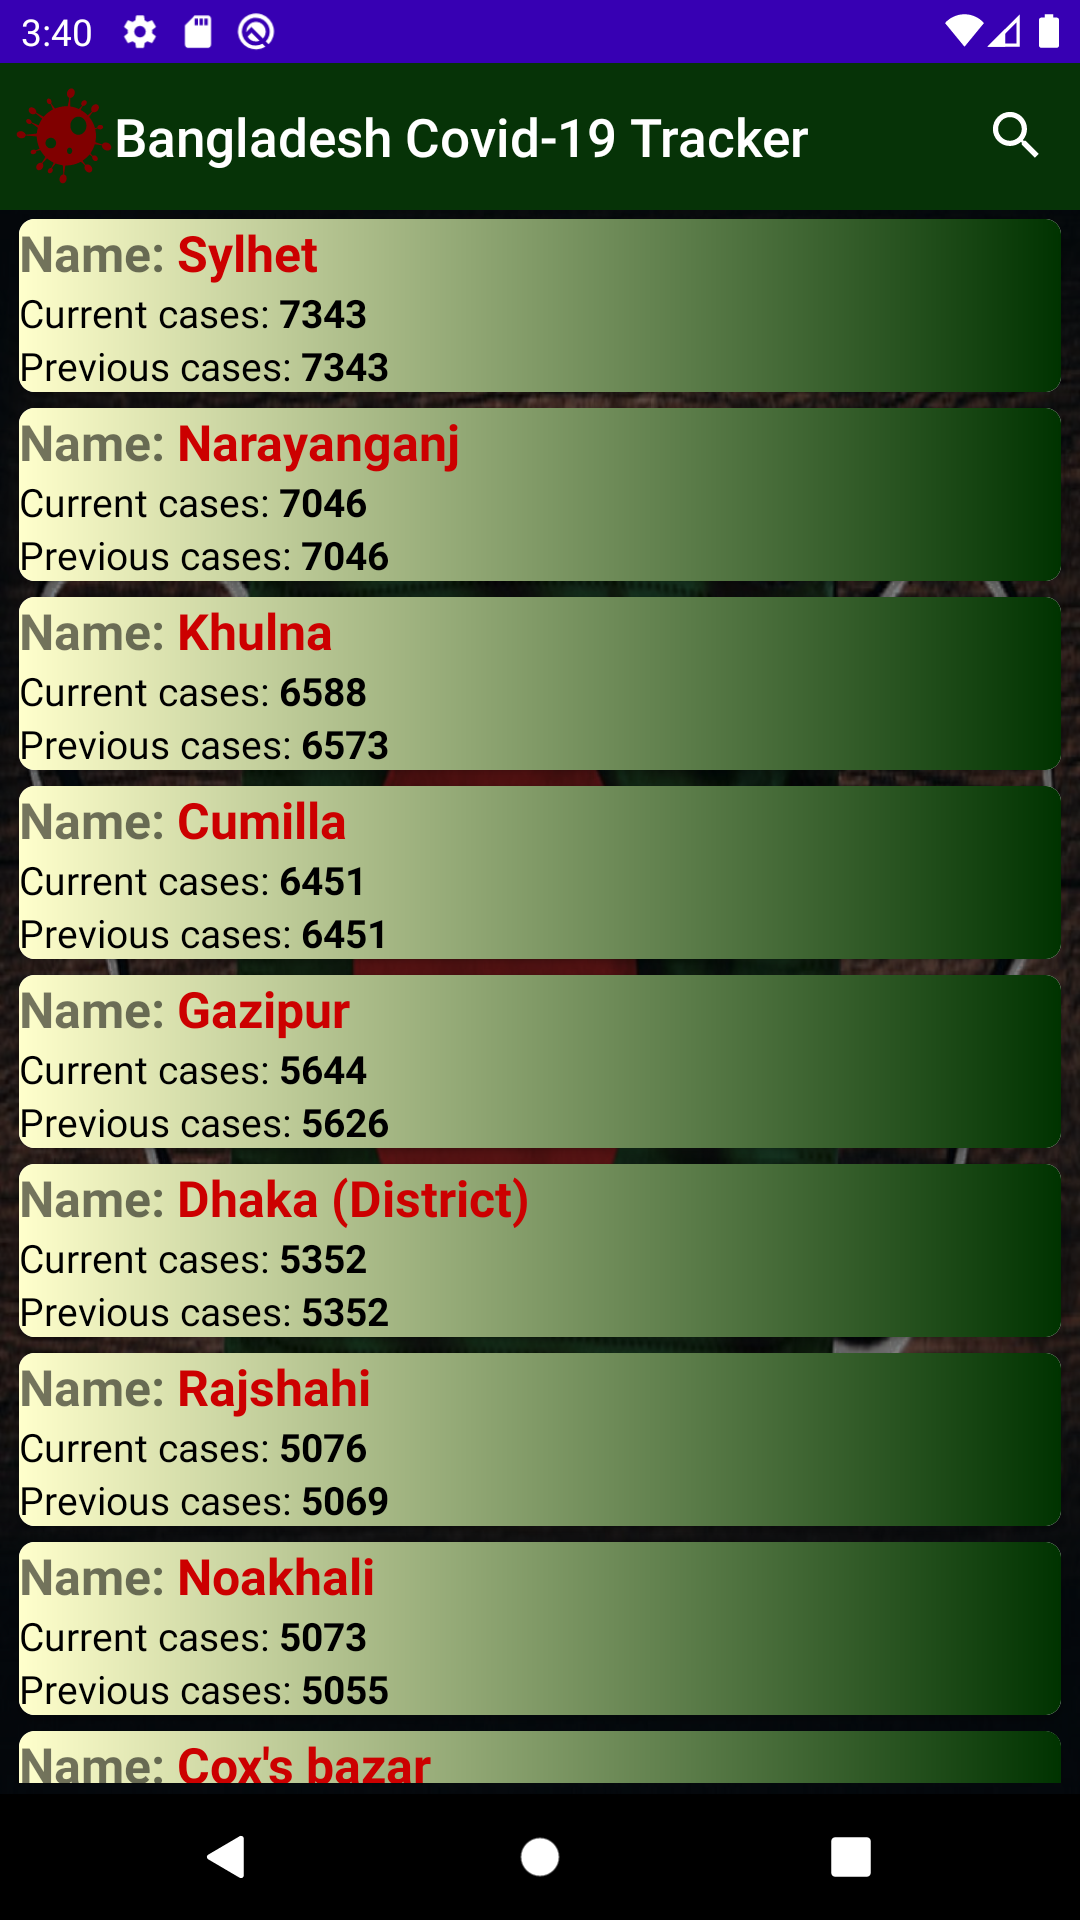 3:40
Bangladesh Covid-19 Tracker
Name: Sylhet
Current cases: 7343
Previous cases: 7343
Name: Narayanganj
Current cases: 7046
Previous cases: 7046
Name: Khulna
Current cases: 6588
Previous cases: 6573
Name: Cumilla
Current cases: 6451
Previous cases: 6451
Name: Gazipur
Current cases: 5644
Previous cases: 5626
Name: Dhaka (District)
Current cases: 5352
Previous cases: 5352
Name: Rajshahi
Current cases: 5076
Previous cases: 5069
Name: Noakhali
Current cases: 5073
Previous cases: 5055
Name: Cox's bazar